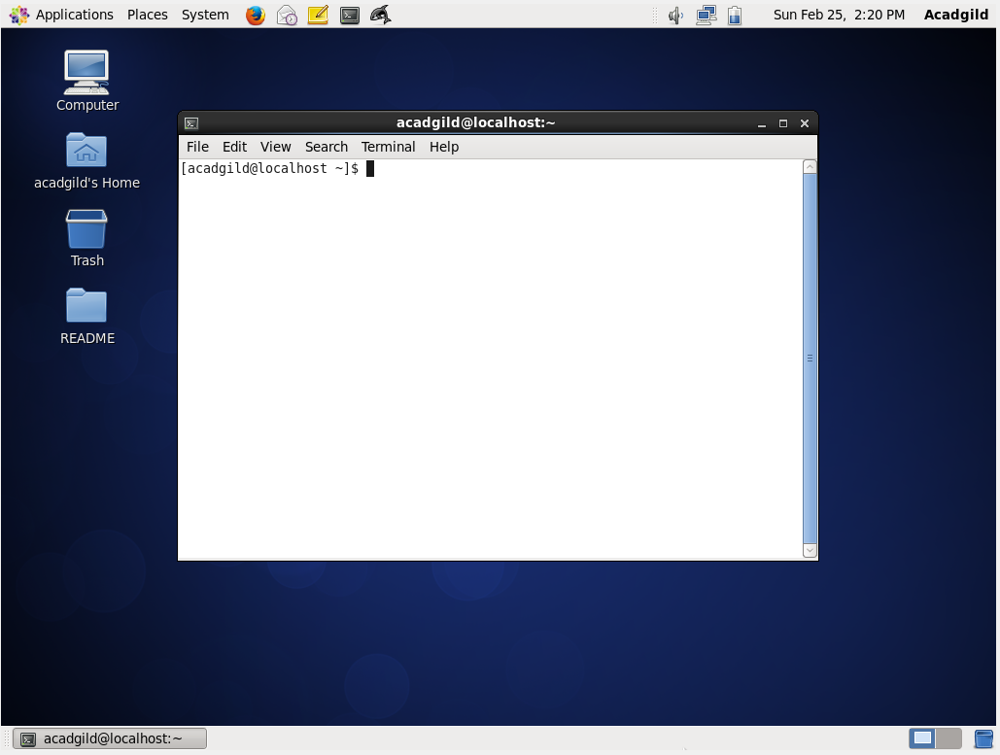 Applications Places System Sun Feb 25, 2:20 PM Acadgild
Computer
acadgild's Home
Trash
README
acadgild@localhost:~
File Edit View Search Terminal Help
[acadgild@localhost ~]$
acadgild@localhost:~